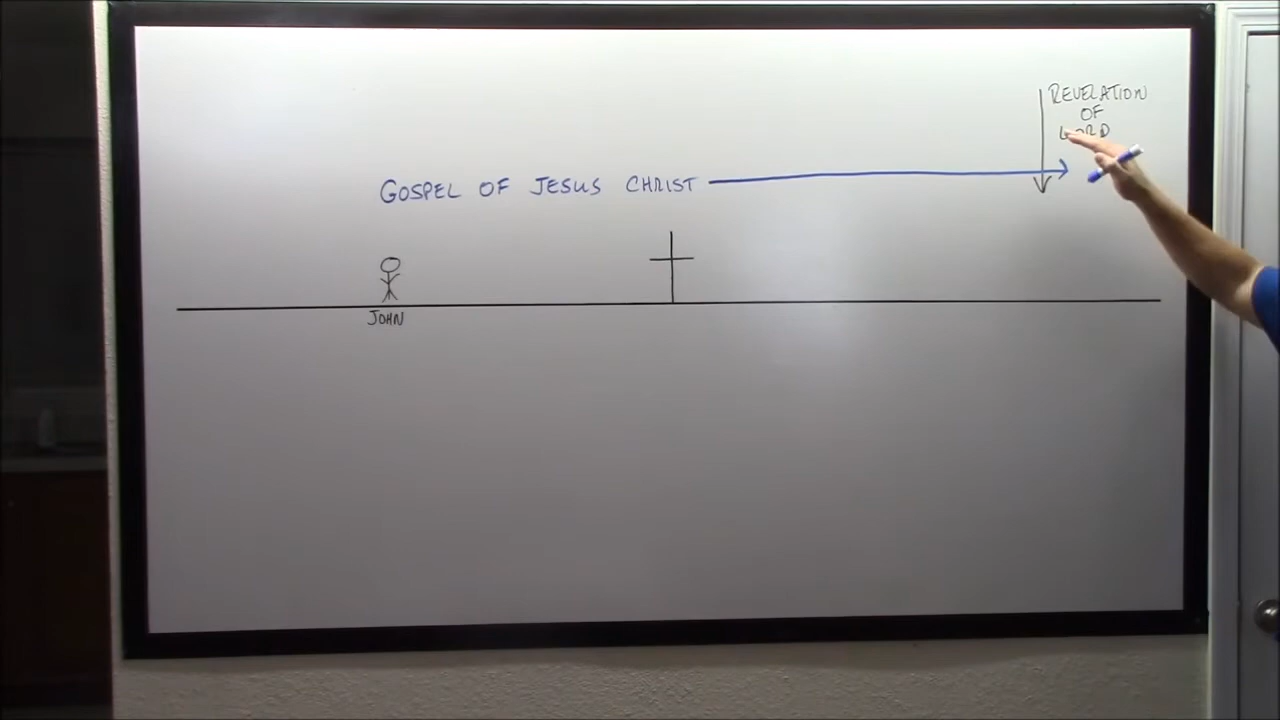 REVELATION
OF
LORD
GOSPEL OF JESUS CHRIST
JOHN